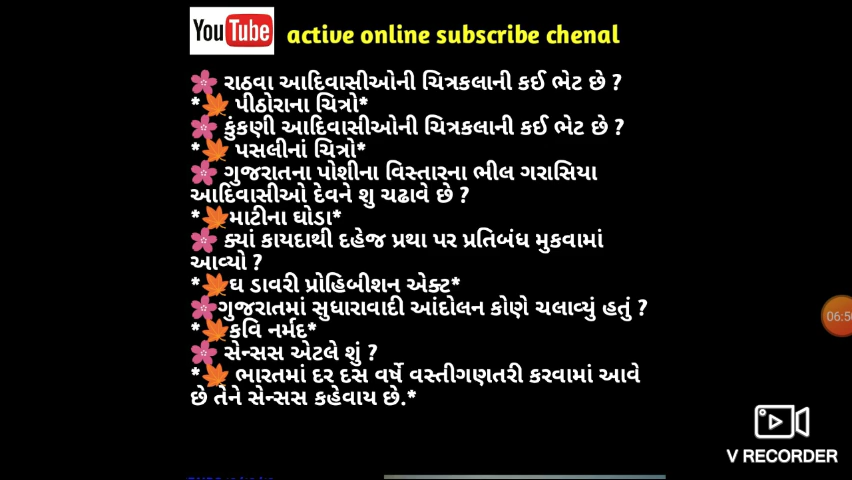 YouTube active online subscribe chenal
🌸 રાઠવા આદિવાસીઓની ચિત્રકલાની કઈ ભેટ છે ?
*🍁 પીઠોરાના ચિત્રો*
🌸 કુંકણી આદિવાસીઓની ચિત્રકલાની કઈ ભેટ છે ?
*🍁 પસલીનાં ચિત્રો*
🌸 ગુજરાતના પોશીના વિસ્તારના ભીલ ગરાસિયા
આદિવાસીઓ દેવને શુ ચઢાવે છે ?
*🍁માટીના ઘોડા*
🌸 ક્યાં કાયદાથી દહેજ પ્રથા પર પ્રતિબંધ મુકવામાં
આવ્યો ?
*🍁ઘ ડાવરી પ્રોહિબીશન એક્ટ*
🌸ગુજરાતમાં સુધારાવાદી આંદોલન કોણે ચલાવ્યું હતું ?
*🍁કવિ નર્મદ*
🌸 સેન્સસ એટલે શું ?
*🍁 ભારતમાં દર દસ વર્ષે વસ્તીગણતરી કરવામાં આવે
છે તેને સેન્સસ કહેવાય છે.*
06:50
V RECORDER